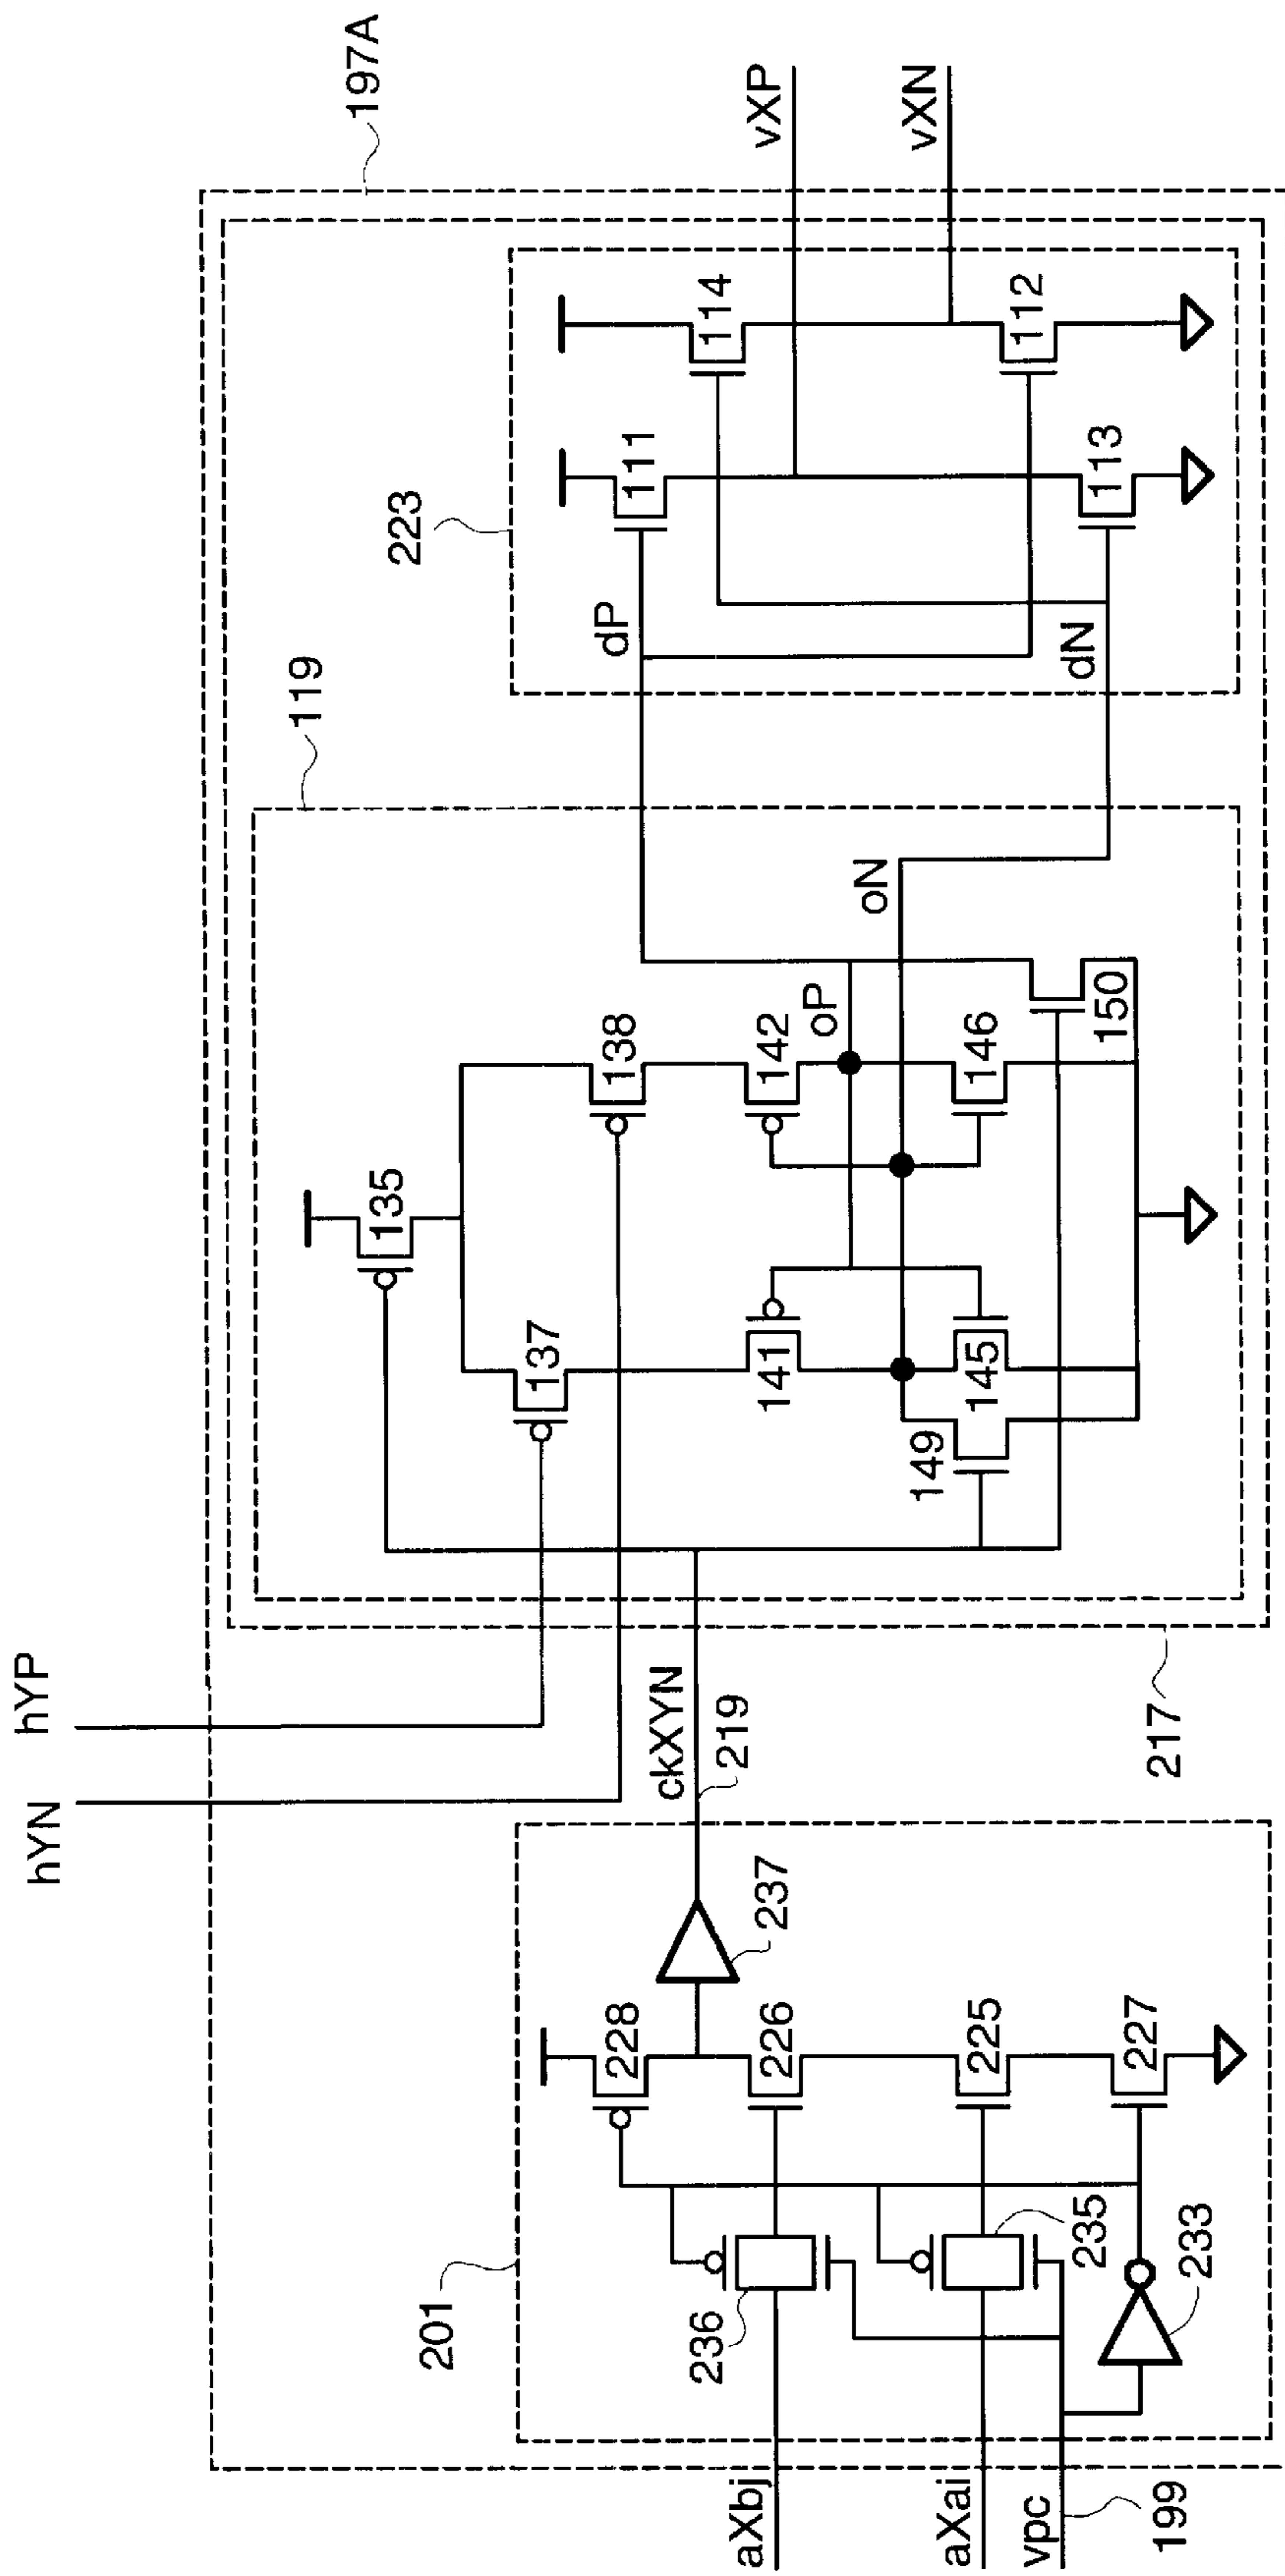 197A
vXP
vXN
114
112
111
113
223
dP
dN
119
oN
oP
150
138
142
146
135
137
141
145
149
hYP
hYN
ckXYN
219
217
237
228
226
225
227
201
236
235
233
aXbj
aXai
vpc
199